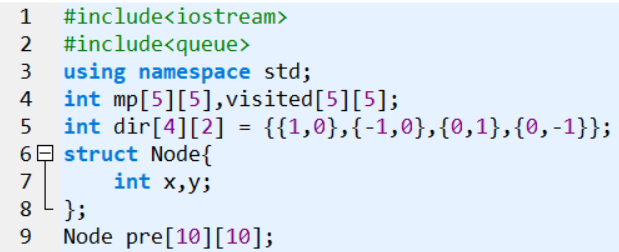 1 #include<iostream>
2 #include<queue>
3 using namespace std;
4 int mp[5][5],visited[5][5];
5 int dir[4][2] = {{1,0},{-1,0},{0,1},{0,-1}};
6 struct Node{
7 int x,y;
8 };
9 Node pre[10][10];